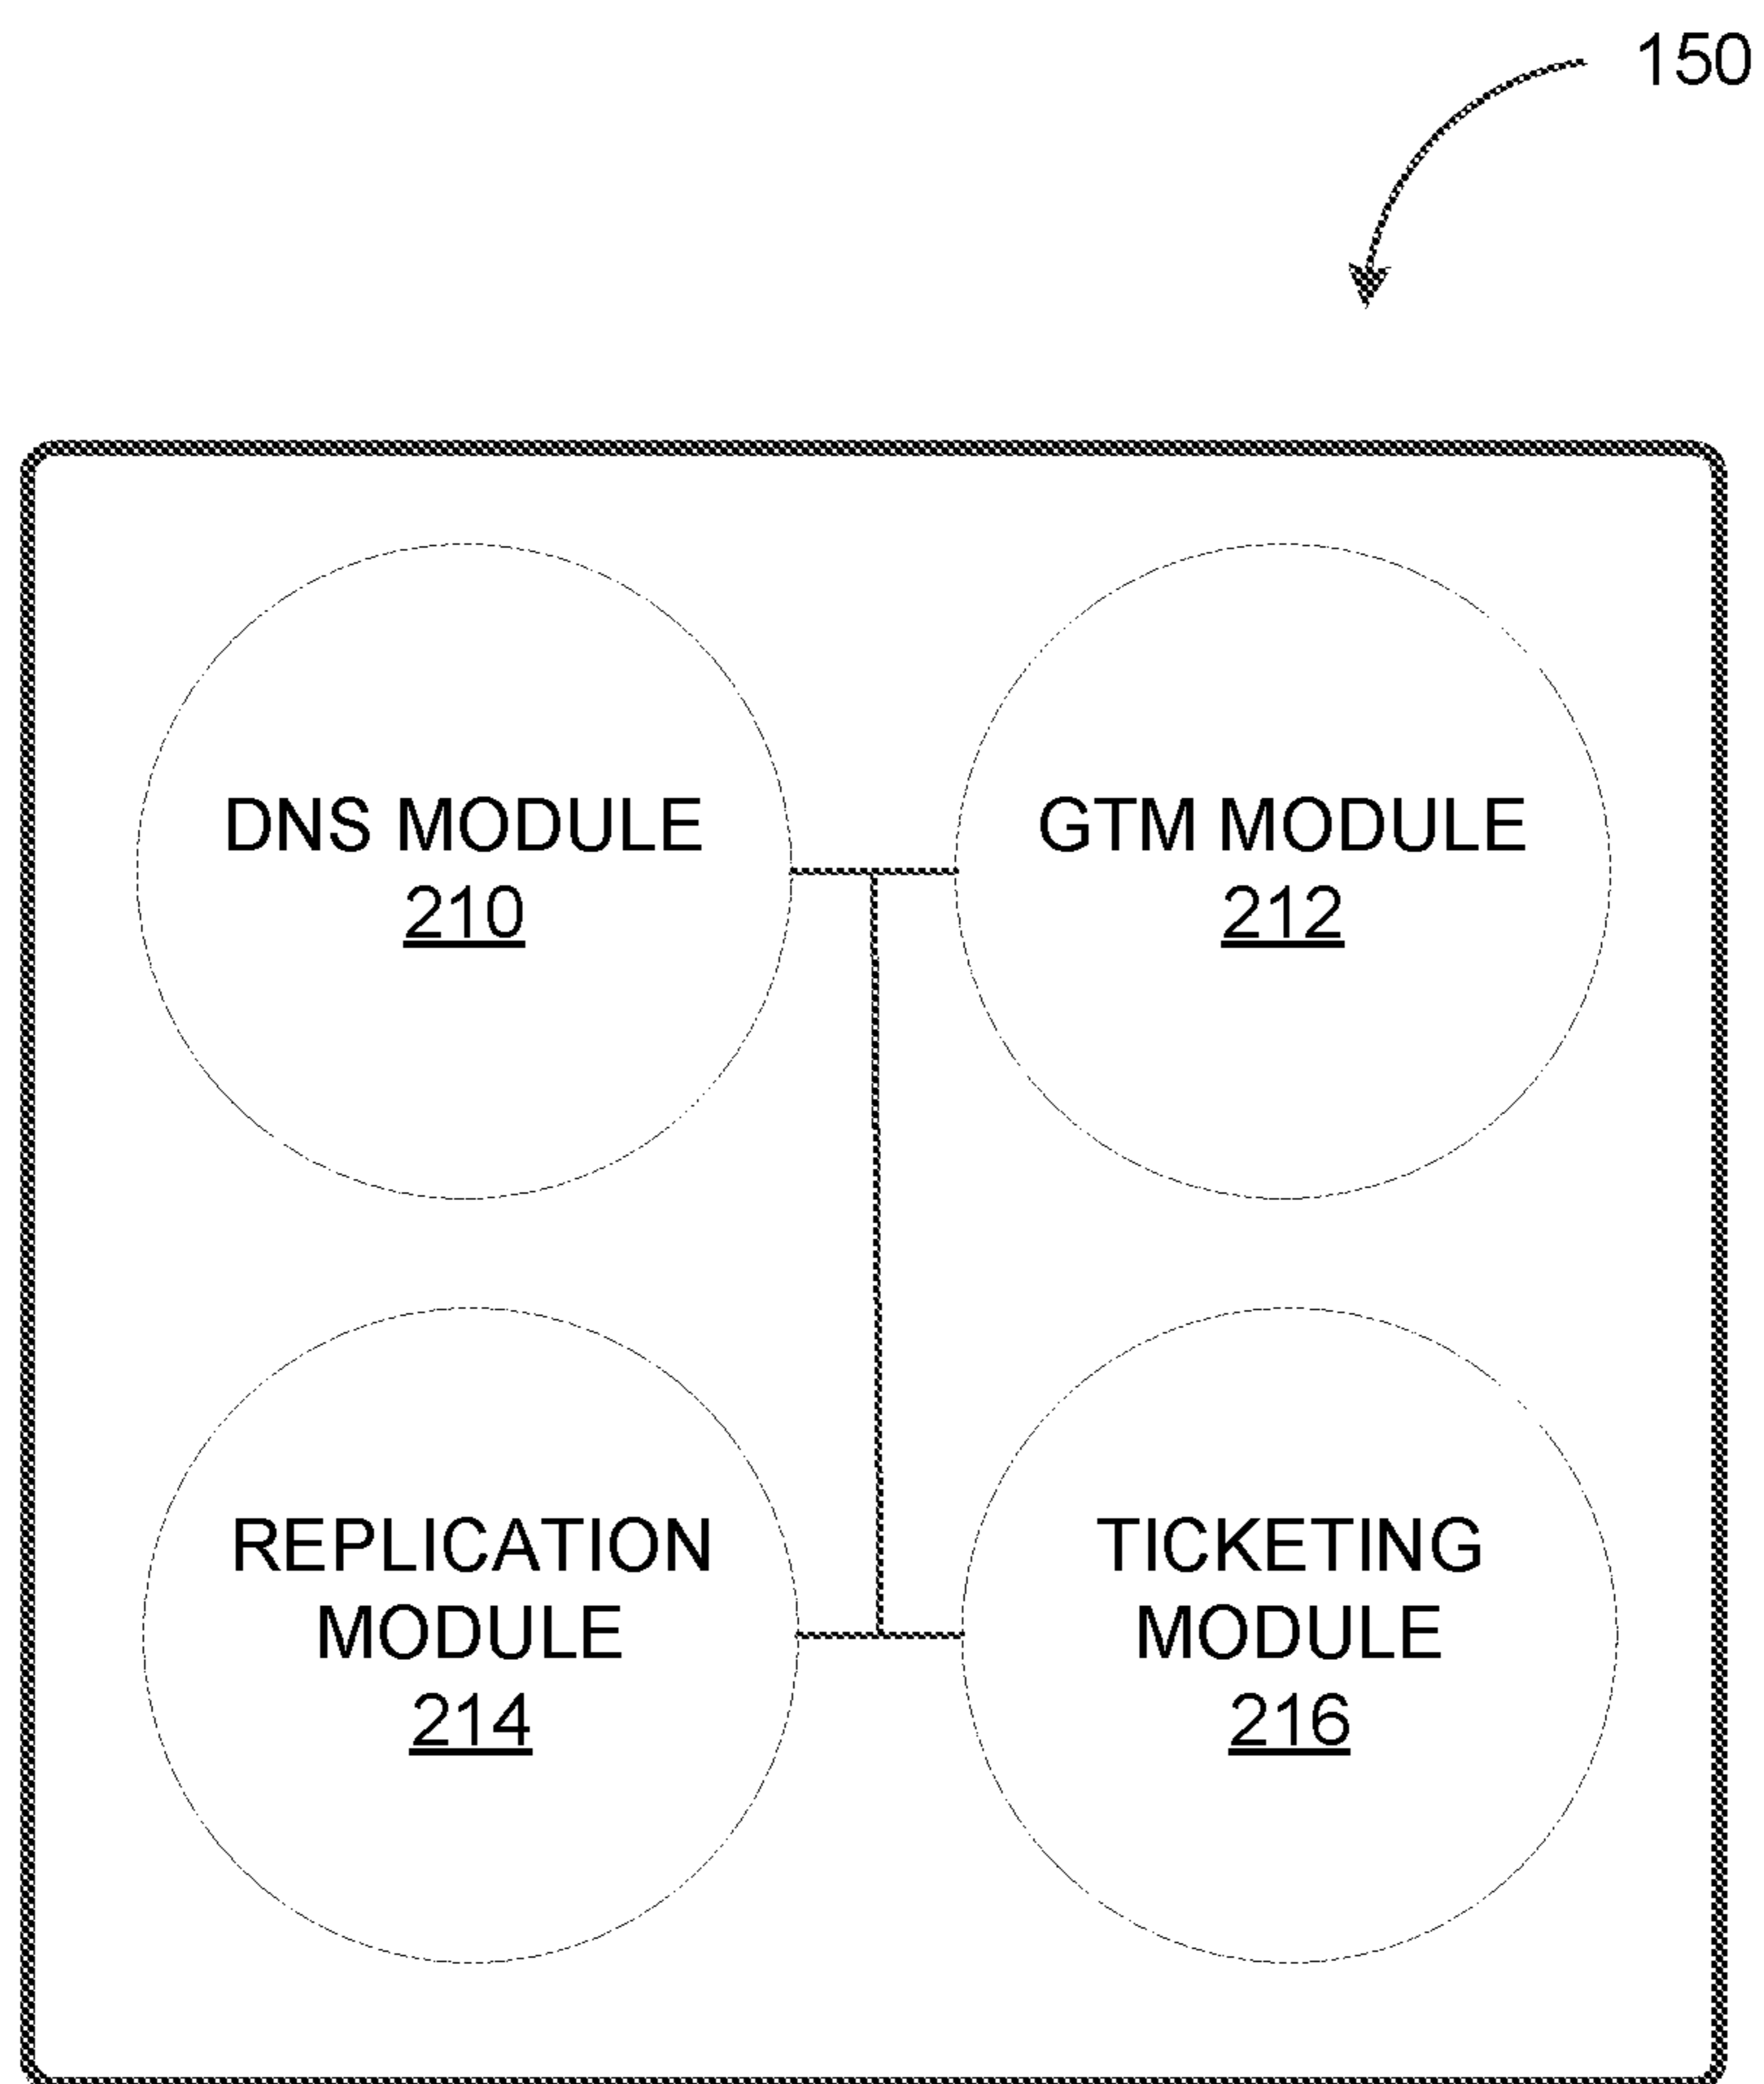 150
DNS MODULE
210
GTM MODULE
212
REPLICATION
MODULE
214
TICKETING
MODULE
216